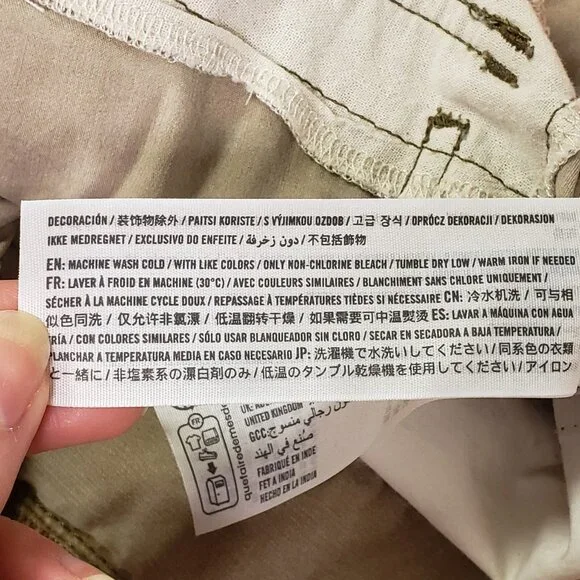 DECORACIÓN / 装饰物除外 / PAITSI KORISTE / S VÝJIMKOU OZDOB / 고급 장식 / OPRÓCZ DEKORACJI / DEKORASJON
IKKE MEDREGNET / EXCLUSIVO DO ENFEITE / دون زخرفة / 不包括飾物
EN: MACHINE WASH COLD / WITH LIKE COLORS / ONLY NON-CHLORINE BLEACH / TUMBLE DRY LOW / WARM IRON IF NEEDED
FR: LAVER À FROID EN MACHINE (30°C) / AVEC COULEURS SIMILAIRES / BLANCHIMENT SANS CHLORE UNIQUEMENT /
SÉCHER À LA MACHINE CYCLE DOUX / REPASSAGE À TEMPÉRATURES TIÈDES SI NÉCESSAIRE CN: 冷水机洗 / 可与相
似色同洗 / 仅允许非氯漂 / 低温翻转干燥 / 如果需要可中温熨烫 ES: LAVAR A MÁQUINA CON AGUA
FRÍA / CON COLORES SIMILARES / SÓLO USAR BLANQUEADOR SIN CLORO / SECAR EN SECADORA A BAJA TEMPERATURA /
PLANCHAR A TEMPERATURA MEDIA EN CASO NECESARIO JP: 洗濯機で水洗いしてください / 同系色の衣類
と一緒に / 非塩素系の漂白剤のみ / 低温のタンブル乾燥機を使用してください / アイロン
UNITED KINGDOM
GCC:
صُنع في الهند
FABRIQUÉ EN INDE
FET A ÍNDIA
HECHO EN LA INDIA
FR
quefairedemesd